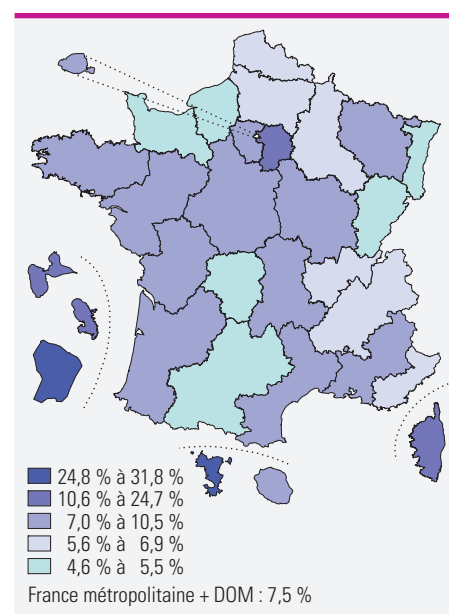 24,8 % à 31,8 %
10,6 % à 24,7 %
7,0 % à 10,5 %
5,6 % à 6,9 %
4,6 % à 5,5 %
France métropolitaine + DOM : 7,5 %